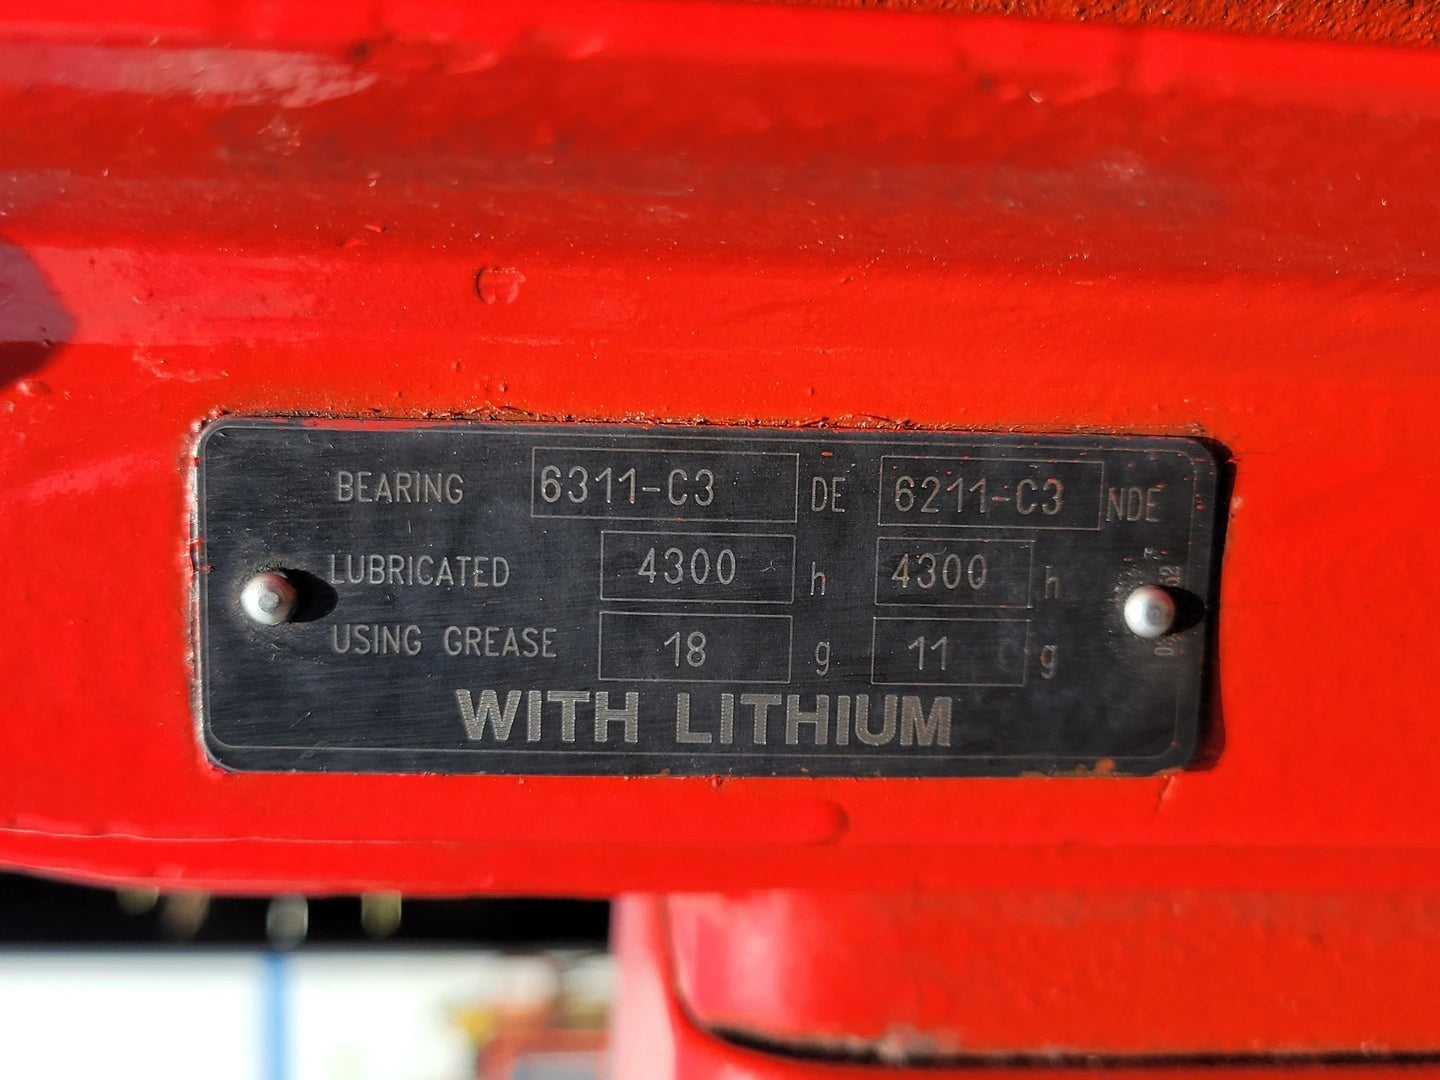 BEARING 6311-C3 DE 6211-C3 NDE
LUBRICATED 4300 h 4300 h
USING GREASE 18 g 11 g
WITH LITHIUM